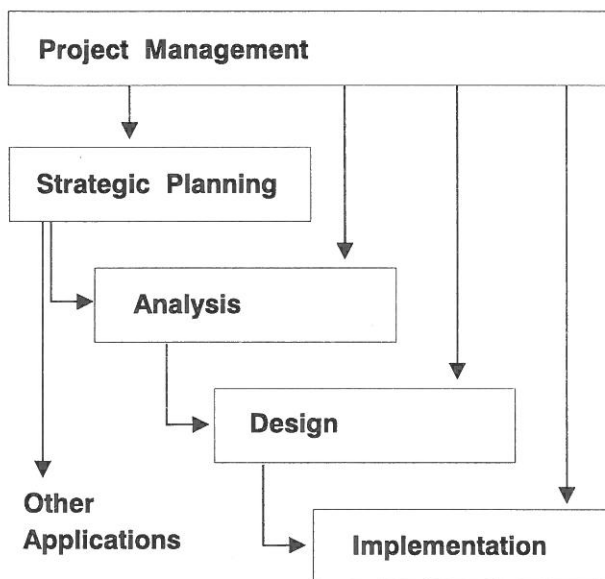 Project Management
Strategic Planning
Analysis
Design
Other
Applications
Implementation